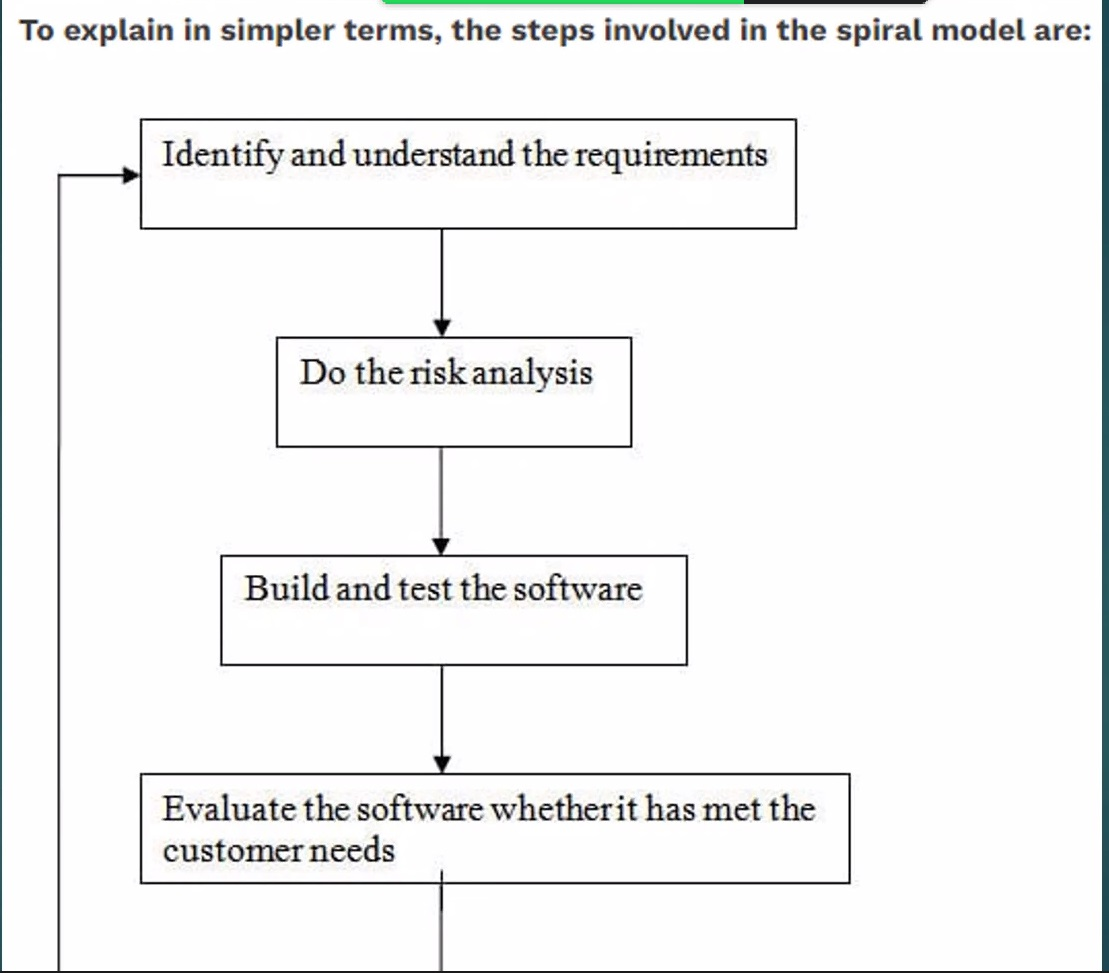 To explain in simpler terms, the steps involved in the spiral model are:
Identify and understand the requirements
Do the risk analysis
Build and test the software
Evaluate the software whether it has met the
customer needs